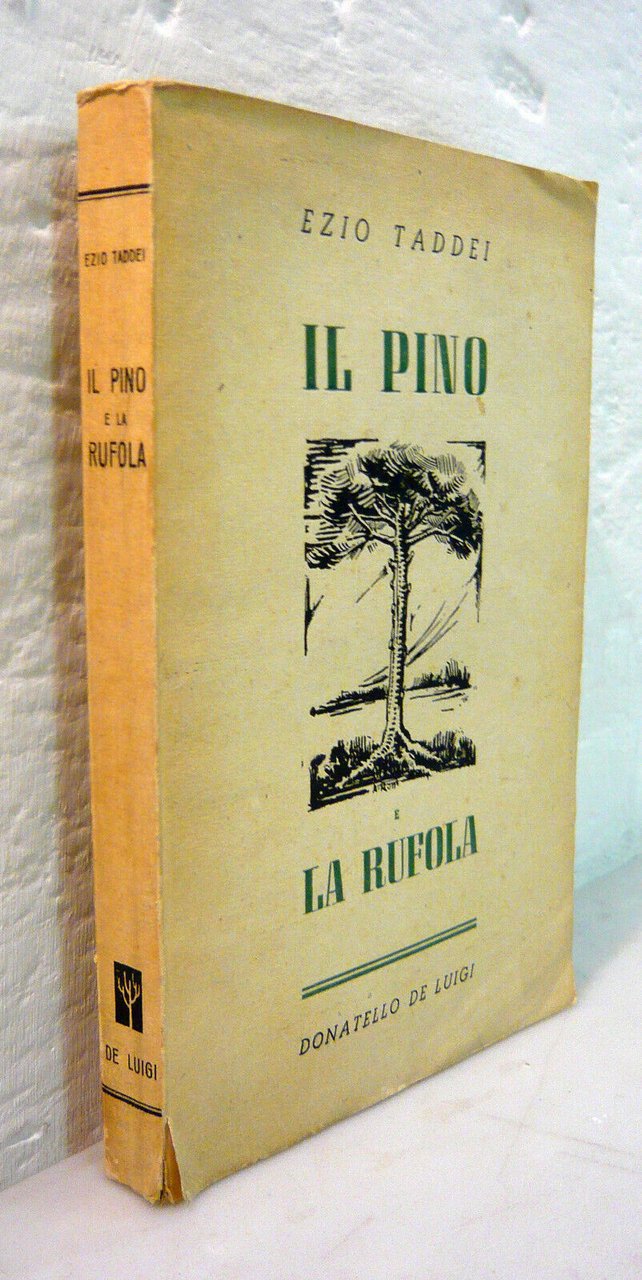 EZIO TADDEI
IL PINO
E LA
RUFOLA
DE LUIGI
EZIO TADDEI
IL PINO
E
LA RUFOLA
DONATELLO DE LUIGI